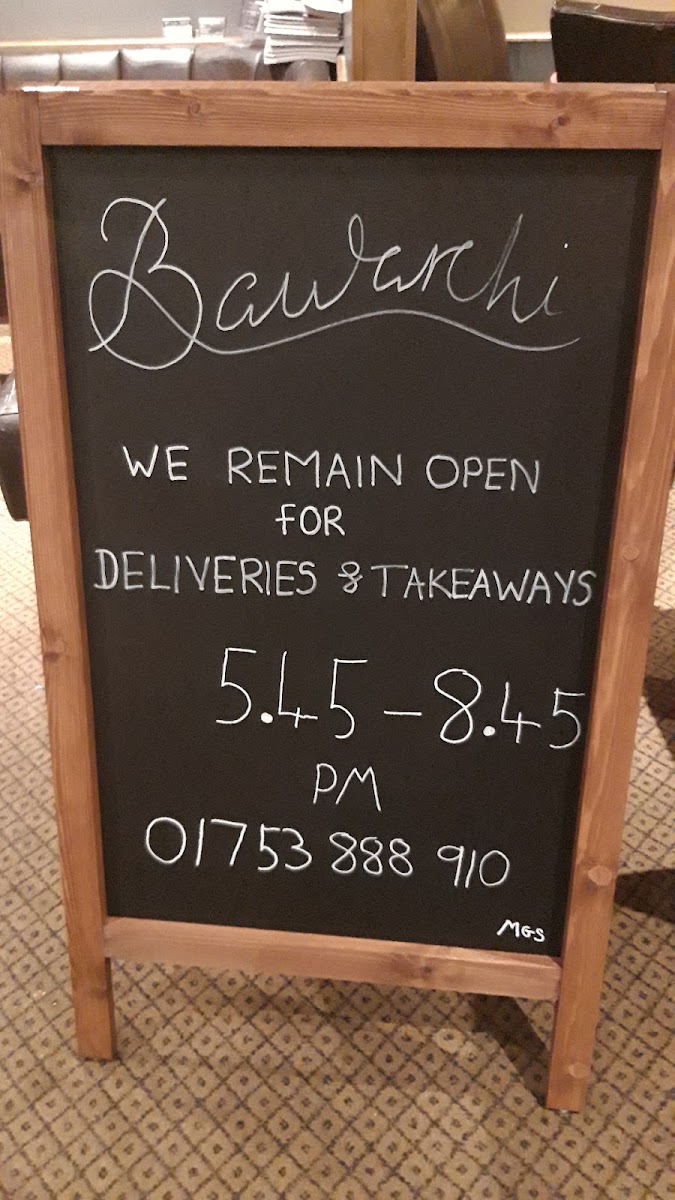 Bawarchi
WE REMAIN OPEN
FOR
DELIVERIES & TAKEAWAYS
5.45 - 8.45
PM
01753 888 910
MGS